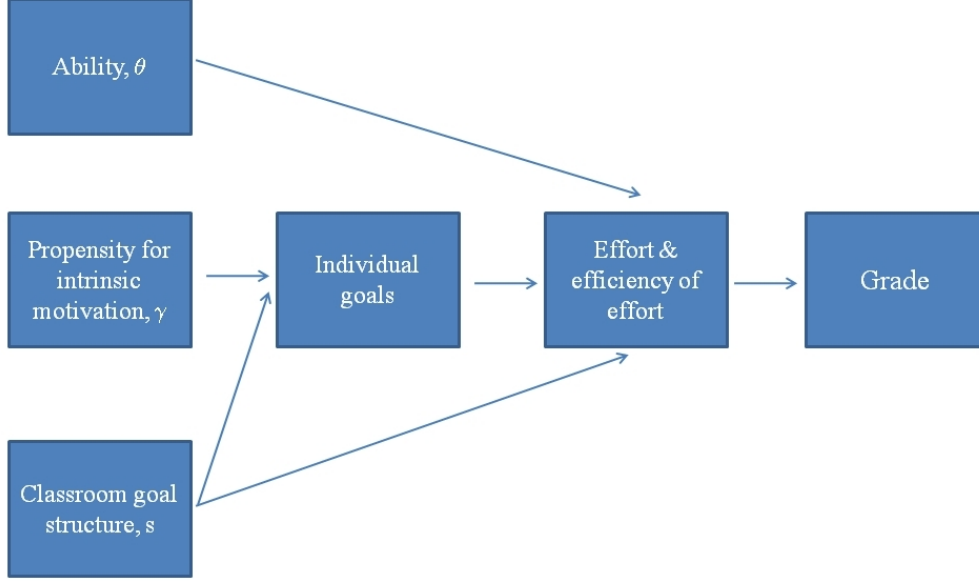 Ability, θ
Propensity for
intrinsic
motivation, γ
Individual
goals
Effort &
efficiency of
effort
Grade
Classroom goal
structure, s